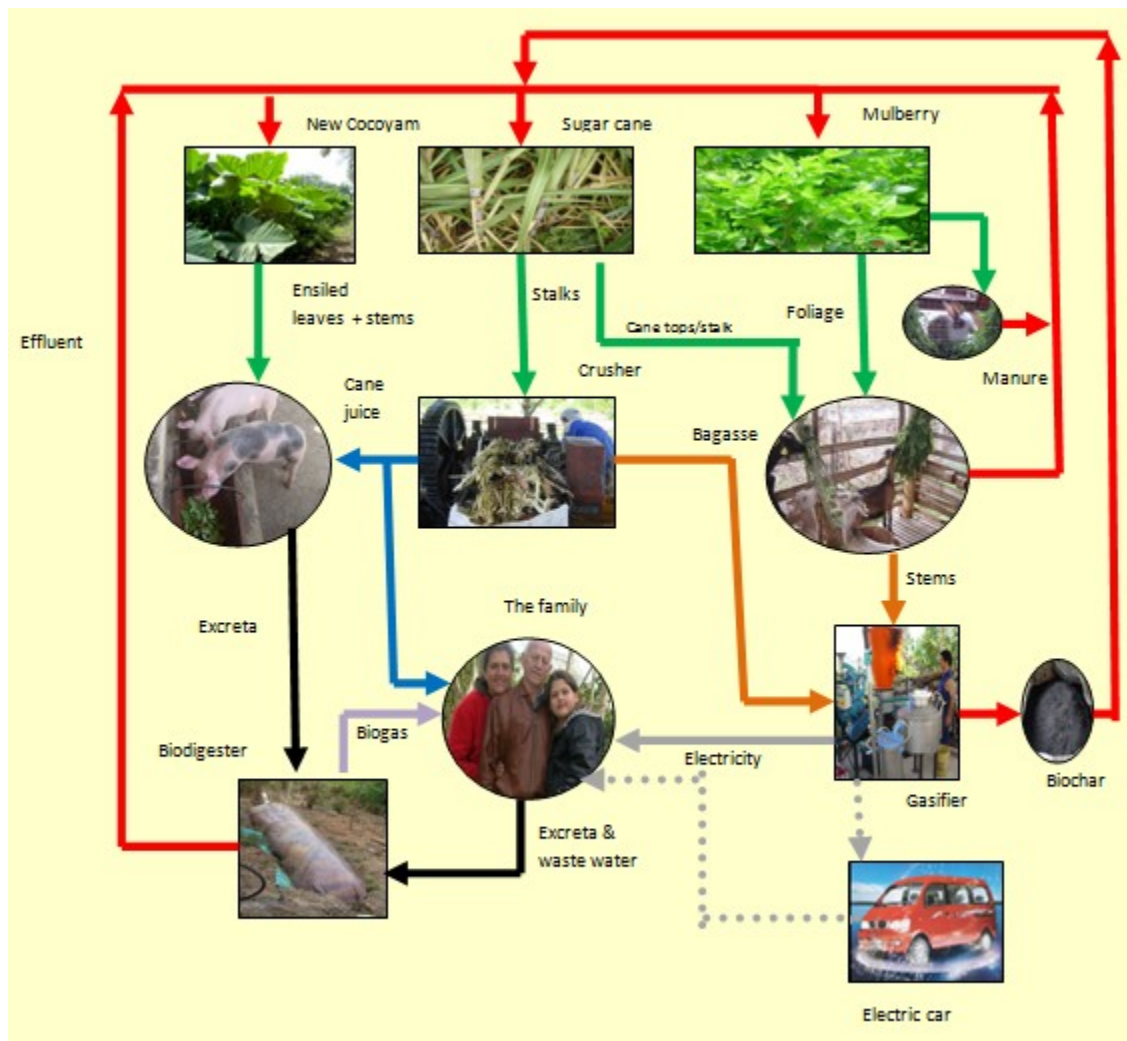 New Cocoyam
Sugar cane
Mulberry
Ensiled
leaves + stems
Stalks
Foliage
Cane tops/stalk
Effluent
Crusher
Manure
Cane
juice
Bagasse
Stems
The family
Excreta
Biogas
Biodigester
Electricity
Biochar
Gasifier
Excreta &
waste water
Electric car